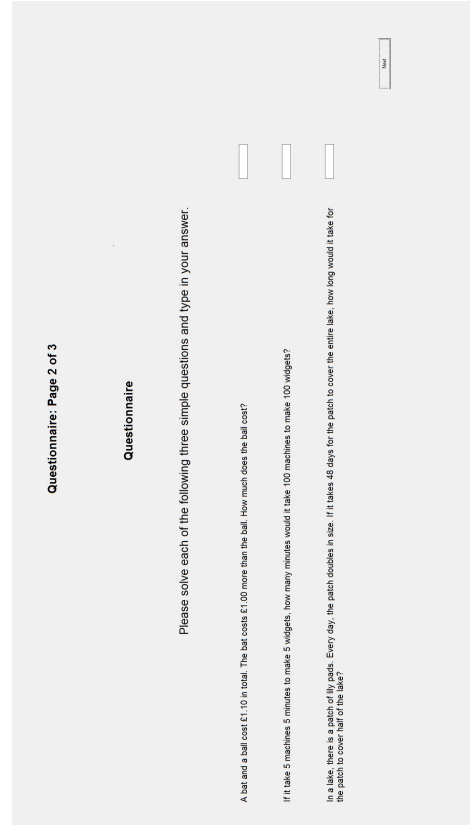 Questionnaire: Page 2 of 3
Questionnaire
Please solve each of the following three simple questions and type in your answer.
A bat and a ball cost £1.10 in total. The bat costs £1.00 more than the ball. How much does the ball cost?
If it take 5 machines 5 minutes to make 5 widgets, how many minutes would it take 100 machines to make 100 widgets?
In a lake, there is a patch of lily pads. Every day, the patch doubles in size. If it takes 48 days for the patch to cover the entire lake, how long would it take for
the patch to cover half of the lake?
Next